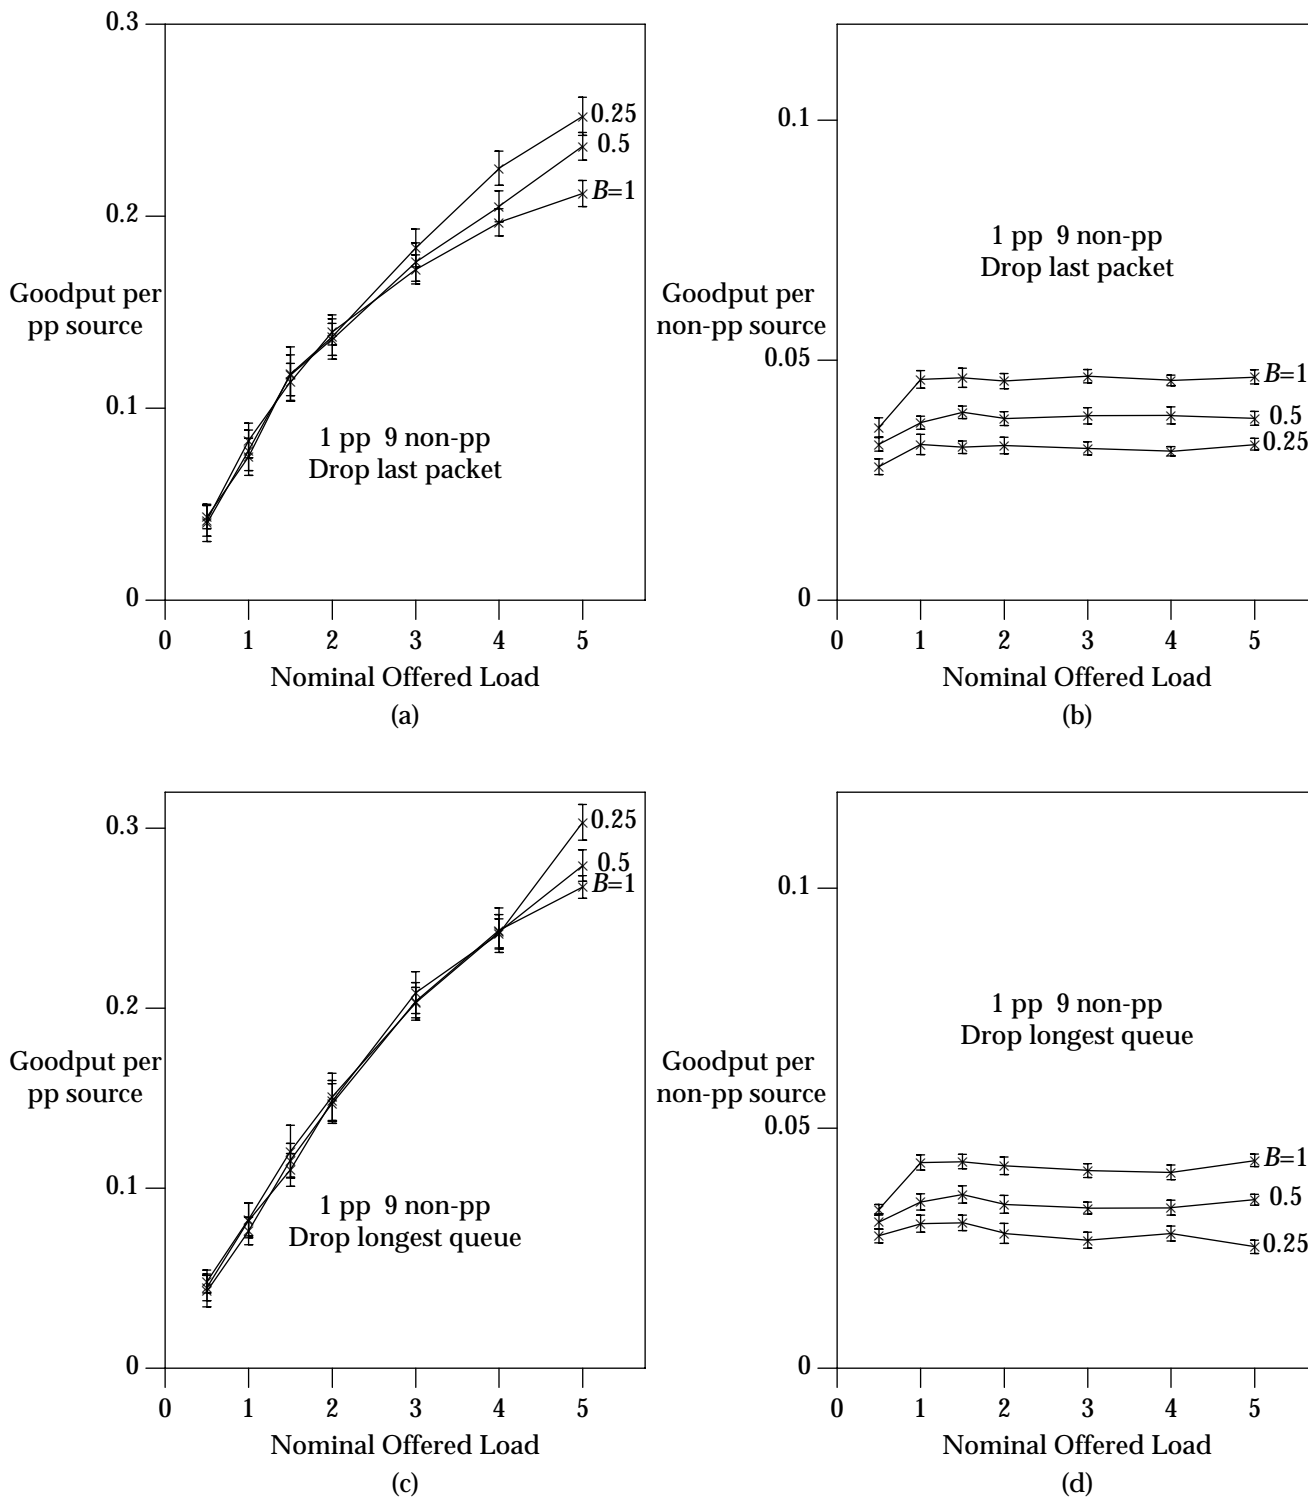 0.3
0.2
0.1
0
Goodput per
pp source
0.25
0.5
B=1
1 pp 9 non-pp
Drop last packet
0 1 2 3 4 5
Nominal Offered Load
(a)
0.1
0.05
0
Goodput per
non-pp source
1 pp 9 non-pp
Drop last packet
B=1
0.5
0.25
0 1 2 3 4 5
Nominal Offered Load
(b)
0.3
0.2
0.1
0
Goodput per
pp source
0.25
0.5
B=1
1 pp 9 non-pp
Drop longest queue
0 1 2 3 4 5
Nominal Offered Load
(c)
0.1
0.05
0
Goodput per
non-pp source
1 pp 9 non-pp
Drop longest queue
B=1
0.5
0.25
0 1 2 3 4 5
Nominal Offered Load
(d)